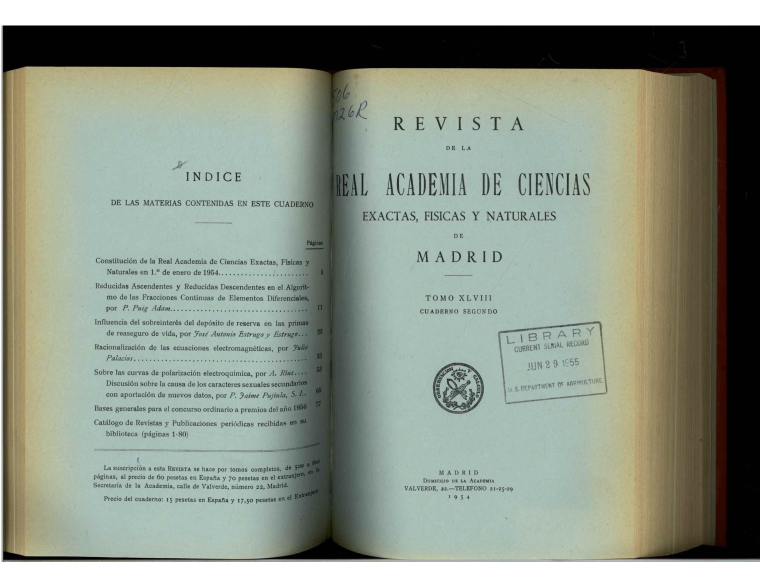 INDICE
DE LAS MATERIAS CONTENIDAS EN ESTE CUADERNO
Páginas
Constitución de la Real Academia de Ciencias Exactas, Físicas y
Naturales en 1.º de enero de 1954
Reducidas Ascendentes y Reducidas Descendentes en el Algorit-
mo de las Fracciones Continuas de Elementos Diferenciales,
por P. Puig Adam
Influencia del sobreinterés del depósito de reserva en las primas
de reaseguro de vida, por José Antonio Estrugo y Estrugo
Racionalización de las ecuaciones electromagnéticas, por Julio
Palacios
Sobre las curvas de polarización electroquímica, por A. Rius
Discusión sobre la causa de los caracteres sexuales secundarios
con aportación de nuevos datos, por P. Jaime Pujiula, S. I.
Bases generales para el concurso ordinario a premios del año 1956 77
Catálogo de Revistas y Publicaciones periódicas recibidas en su
biblioteca (páginas 1-80)
La suscripción a esta REVISTA se hace por tomos completos, de
páginas, al precio de 60 pesetas en España y 70 pesetas en el extranjero, en la
Secretaría de la Academia, calle de Valverde, número 22, Madrid.
Precio del cuaderno: 15 pesetas en España y 17,50 pesetas en el Extranjero
506
REVISTA
DE LA
REAL ACADEMIA DE CIENCIAS
EXACTAS, FISICAS Y NATURALES
DE
MADRID
TOMO XLVIII
CUADERNO SEGUNDO
LIBRARY
CURRENT SERIAL RECORD
JUN 29 1955
U. S. DEPARTMENT OF AGRICULTURE
OBSERVACION Y CALCULO
MADRID
DOMICILIO DE LA ACADEMIA
VALVERDE, 22.—TELEFONO 21-25-29
1954